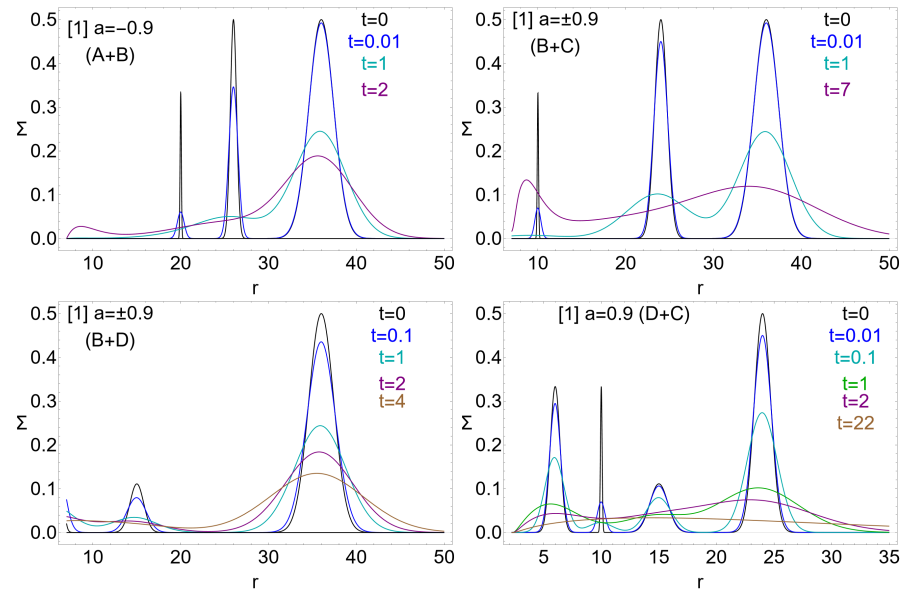 [1] a=−0.9
(A+B)
t=0
t=0.01
t=1
t=2
0.5
0.4
0.3
0.2
0.1
0.0
Σ
10 20 30 40 50
r
[1] a=±0.9
(B+C)
t=0
t=0.01
t=1
t=7
0.5
0.4
0.3
0.2
0.1
0.0
Σ
10 20 30 40 50
r
[1] a=±0.9
(B+D)
t=0
t=0.1
t=1
t=2
t=4
0.5
0.4
0.3
0.2
0.1
0.0
Σ
10 20 30 40 50
r
[1] a=0.9 (D+C)
t=0
t=0.01
t=0.1
t=1
t=2
t=22
0.5
0.4
0.3
0.2
0.1
0.0
Σ
5 10 15 20 25 30 35
r